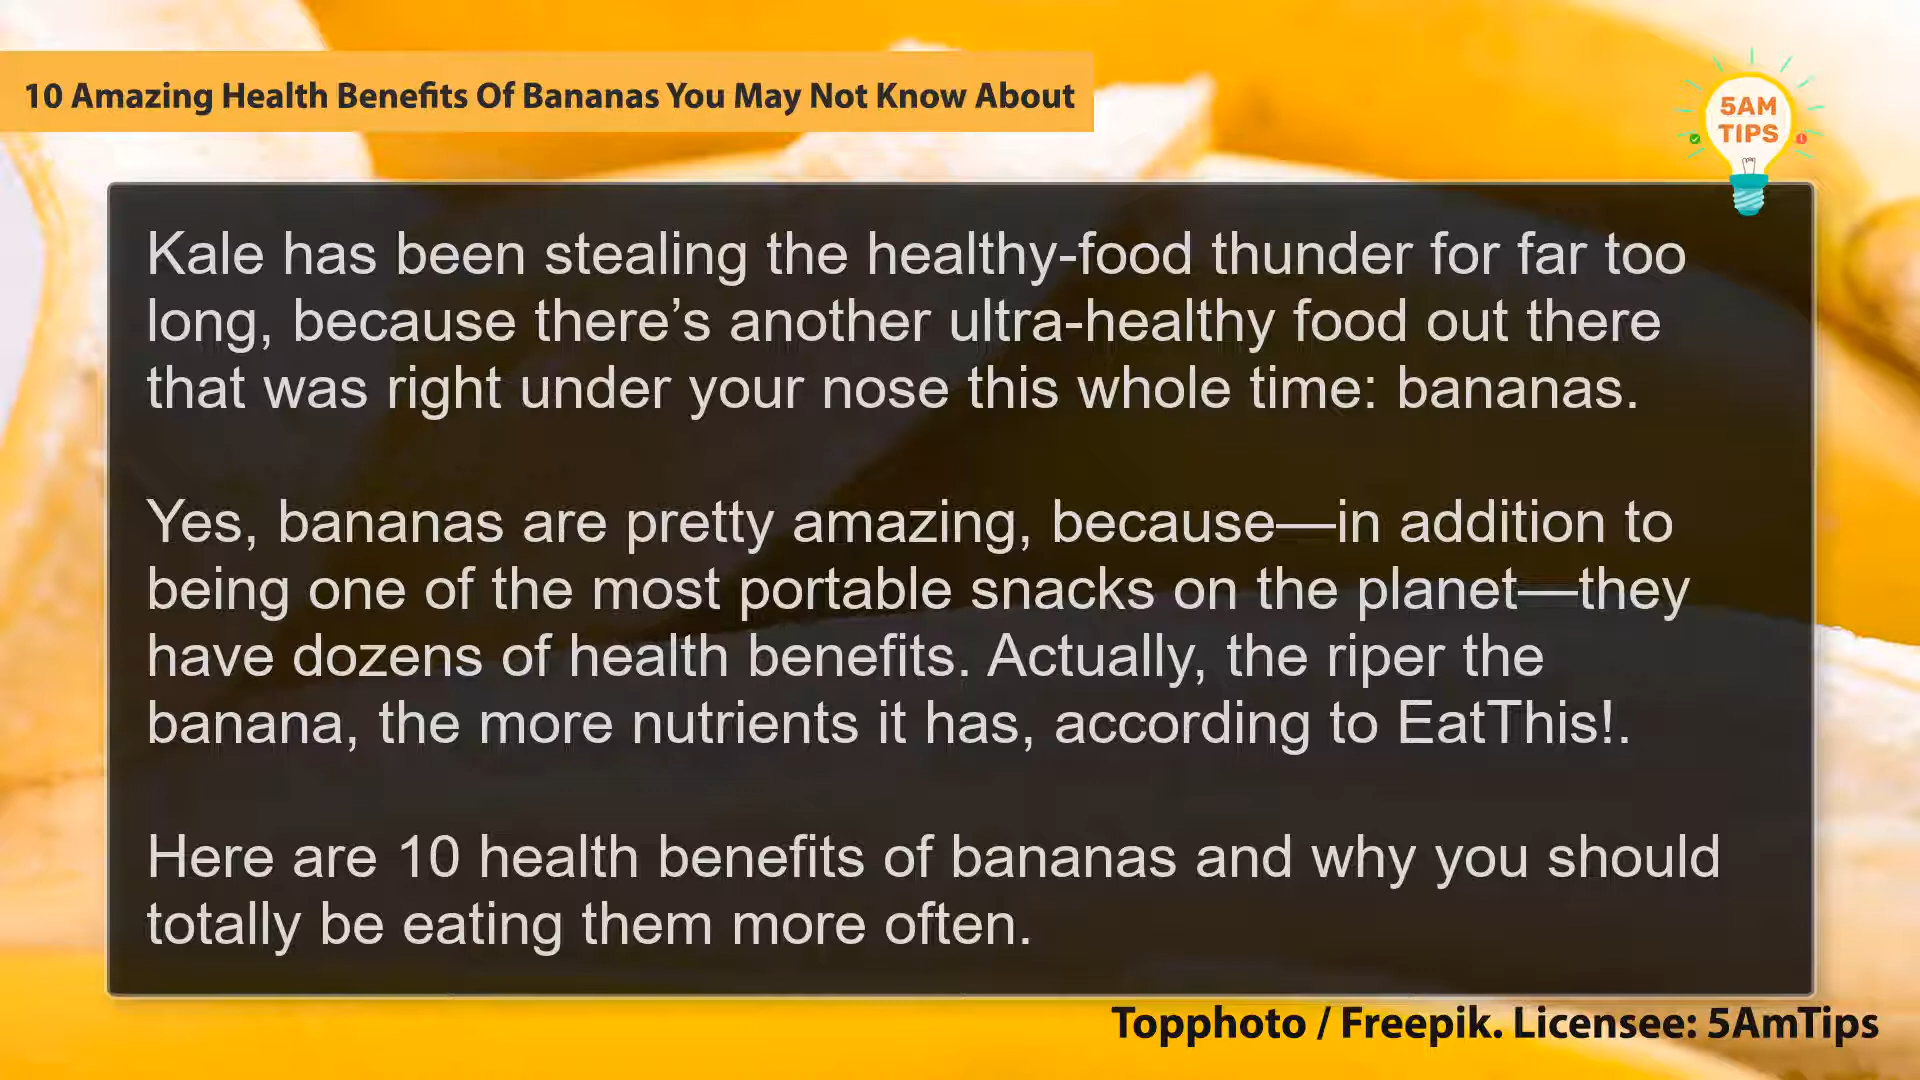 10 Amazing Health Benefits Of Bananas You May Not Know About
5AM
TIPS
Kale has been stealing the healthy-food thunder for far too
long, because there’s another ultra-healthy food out there
that was right under your nose this whole time: bananas.
Yes, bananas are pretty amazing, because—in addition to
being one of the most portable snacks on the planet—they
have dozens of health benefits. Actually, the riper the
banana, the more nutrients it has, according to EatThis!.
Here are 10 health benefits of bananas and why you should
totally be eating them more often.
Topphoto / Freepik. Licensee: 5AmTips